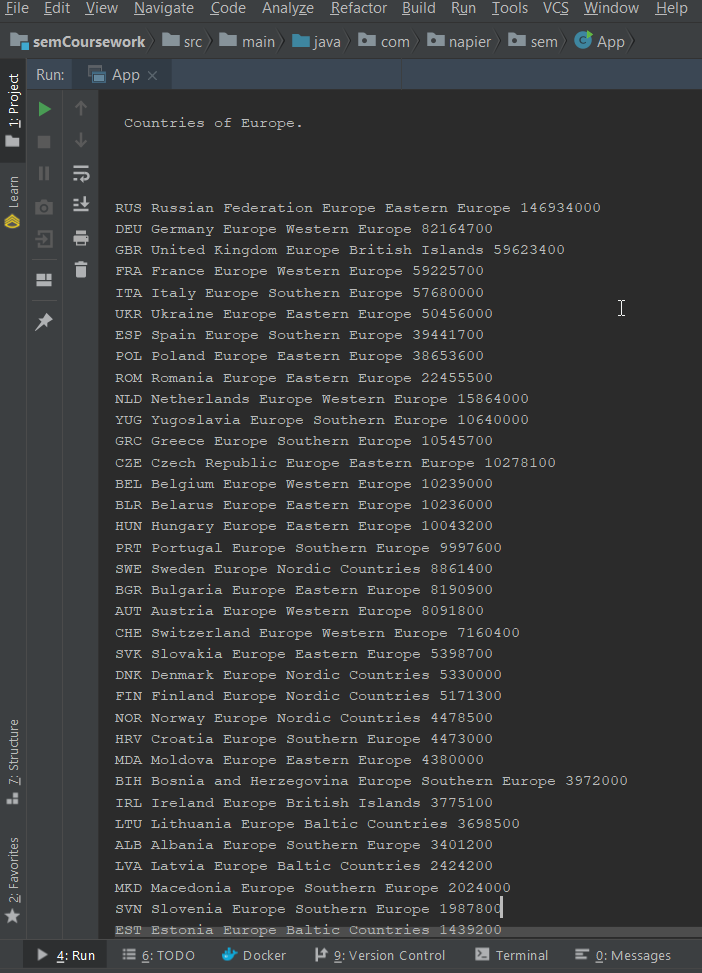 File Edit View Navigate Code Analyze Refactor Build Run Tools VCS Window Help
semCoursework src main java com napier sem App
Run: App
1: Project
Learn
7: Structure
2: Favorites
Countries of Europe.
RUS Russian Federation Europe Eastern Europe 146934000
DEU Germany Europe Western Europe 82164700
GBR United Kingdom Europe British Islands 59623400
FRA France Europe Western Europe 59225700
ITA Italy Europe Southern Europe 57680000
UKR Ukraine Europe Eastern Europe 50456000
ESP Spain Europe Southern Europe 39441700
POL Poland Europe Eastern Europe 38653600
ROM Romania Europe Eastern Europe 22455500
NLD Netherlands Europe Western Europe 15864000
YUG Yugoslavia Europe Southern Europe 10640000
GRC Greece Europe Southern Europe 10545700
CZE Czech Republic Europe Eastern Europe 10278100
BEL Belgium Europe Western Europe 10239000
BLR Belarus Europe Eastern Europe 10236000
HUN Hungary Europe Eastern Europe 10043200
PRT Portugal Europe Southern Europe 9997600
SWE Sweden Europe Nordic Countries 8861400
BGR Bulgaria Europe Eastern Europe 8190900
AUT Austria Europe Western Europe 8091800
CHE Switzerland Europe Western Europe 7160400
SVK Slovakia Europe Eastern Europe 5398700
DNK Denmark Europe Nordic Countries 5330000
FIN Finland Europe Nordic Countries 5171300
NOR Norway Europe Nordic Countries 4478500
HRV Croatia Europe Southern Europe 4473000
MDA Moldova Europe Eastern Europe 4380000
BIH Bosnia and Herzegovina Europe Southern Europe 3972000
IRL Ireland Europe British Islands 3775100
LTU Lithuania Europe Baltic Countries 3698500
ALB Albania Europe Southern Europe 3401200
LVA Latvia Europe Baltic Countries 2424200
MKD Macedonia Europe Southern Europe 2024000
SVN Slovenia Europe Southern Europe 1987800
EST Estonia Europe Baltic Countries 1439200
4: Run 6: TODO Docker 9: Version Control Terminal 0: Messages